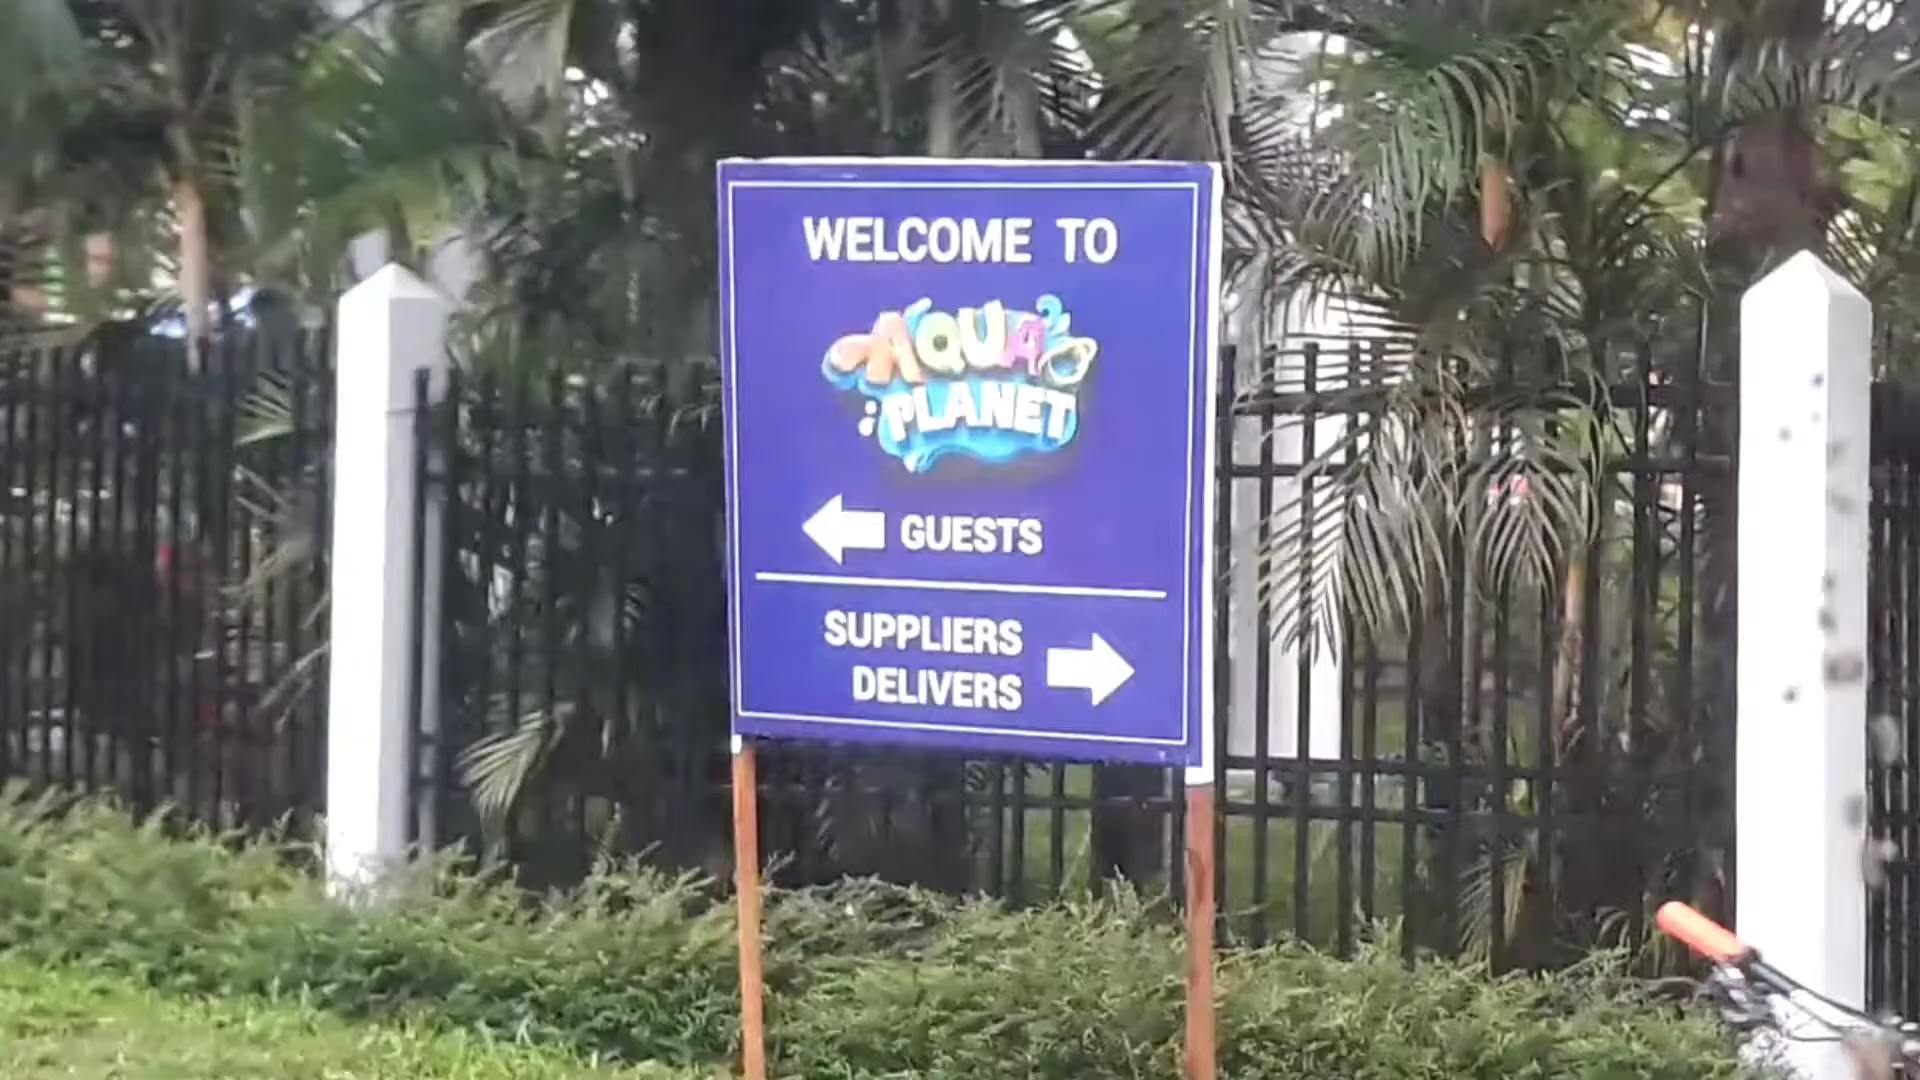 WELCOME TO
AQUA
PLANET
GUESTS
SUPPLIERS
DELIVERS